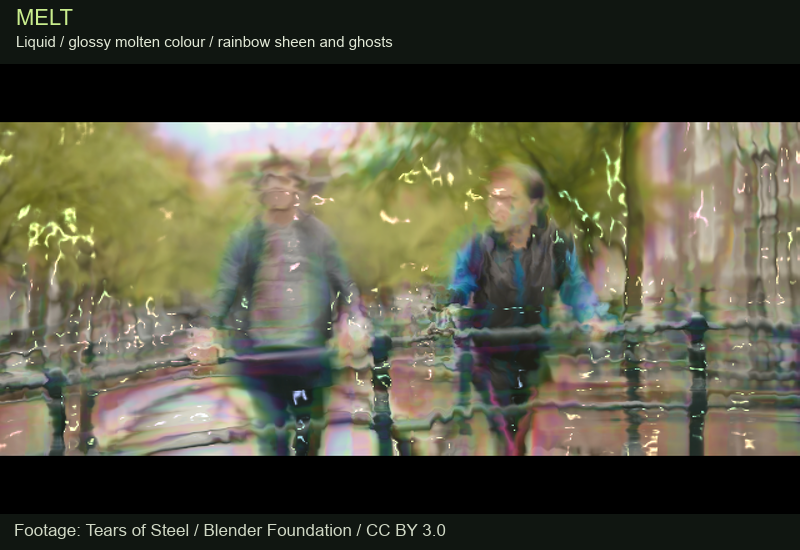 MELT
Liquid / glossy molten colour / rainbow sheen and ghosts
Footage: Tears of Steel / Blender Foundation / CC BY 3.0